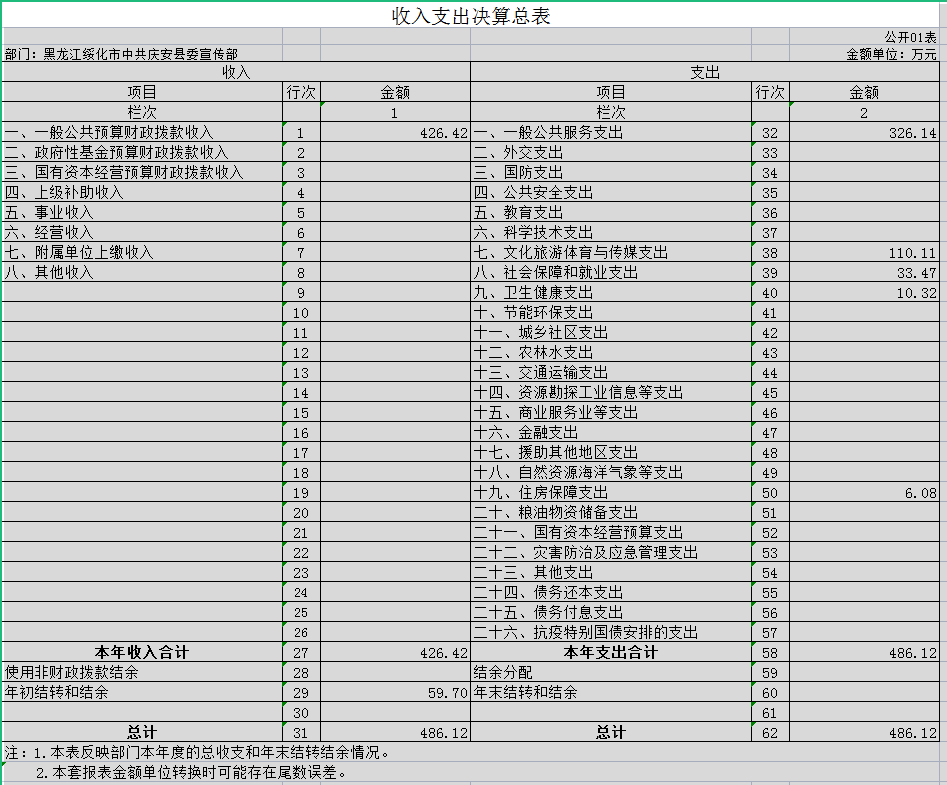 收入支出决算总表
公开01表
部门：黑龙江绥化市中共庆安县委宣传部 金额单位：万元
收入 支出
项目 行次 金额 项目 行次 金额
栏次 1 栏次 2
一、一般公共预算财政拨款收入 1 426.42 一、一般公共服务支出 32 326.14
二、政府性基金预算财政拨款收入 2 二、外交支出 33
三、国有资本经营预算财政拨款收入 3 三、国防支出 34
四、上级补助收入 4 四、公共安全支出 35
五、事业收入 5 五、教育支出 36
六、经营收入 6 六、科学技术支出 37
七、附属单位上缴收入 7 七、文化旅游体育与传媒支出 38 110.11
八、其他收入 8 八、社会保障和就业支出 39 33.47
9 九、卫生健康支出 40 10.32
10 十、节能环保支出 41
11 十一、城乡社区支出 42
12 十二、农林水支出 43
13 十三、交通运输支出 44
14 十四、资源勘探工业信息等支出 45
15 十五、商业服务业等支出 46
16 十六、金融支出 47
17 十七、援助其他地区支出 48
18 十八、自然资源海洋气象等支出 49
19 十九、住房保障支出 50 6.08
20 二十、粮油物资储备支出 51
21 二十一、国有资本经营预算支出 52
22 二十二、灾害防治及应急管理支出 53
23 二十三、其他支出 54
24 二十四、债务还本支出 55
25 二十五、债务付息支出 56
26 二十六、抗疫特别国债安排的支出 57
本年收入合计 27 426.42 本年支出合计 58 486.12
使用非财政拨款结余 28 结余分配 59
年初结转和结余 29 59.70 年末结转和结余 60
30 61
总计 31 486.12 总计 62 486.12
注：1.本表反映部门本年度的总收支和年末结转结余情况。
2.本套报表金额单位转换时可能存在尾数误差。